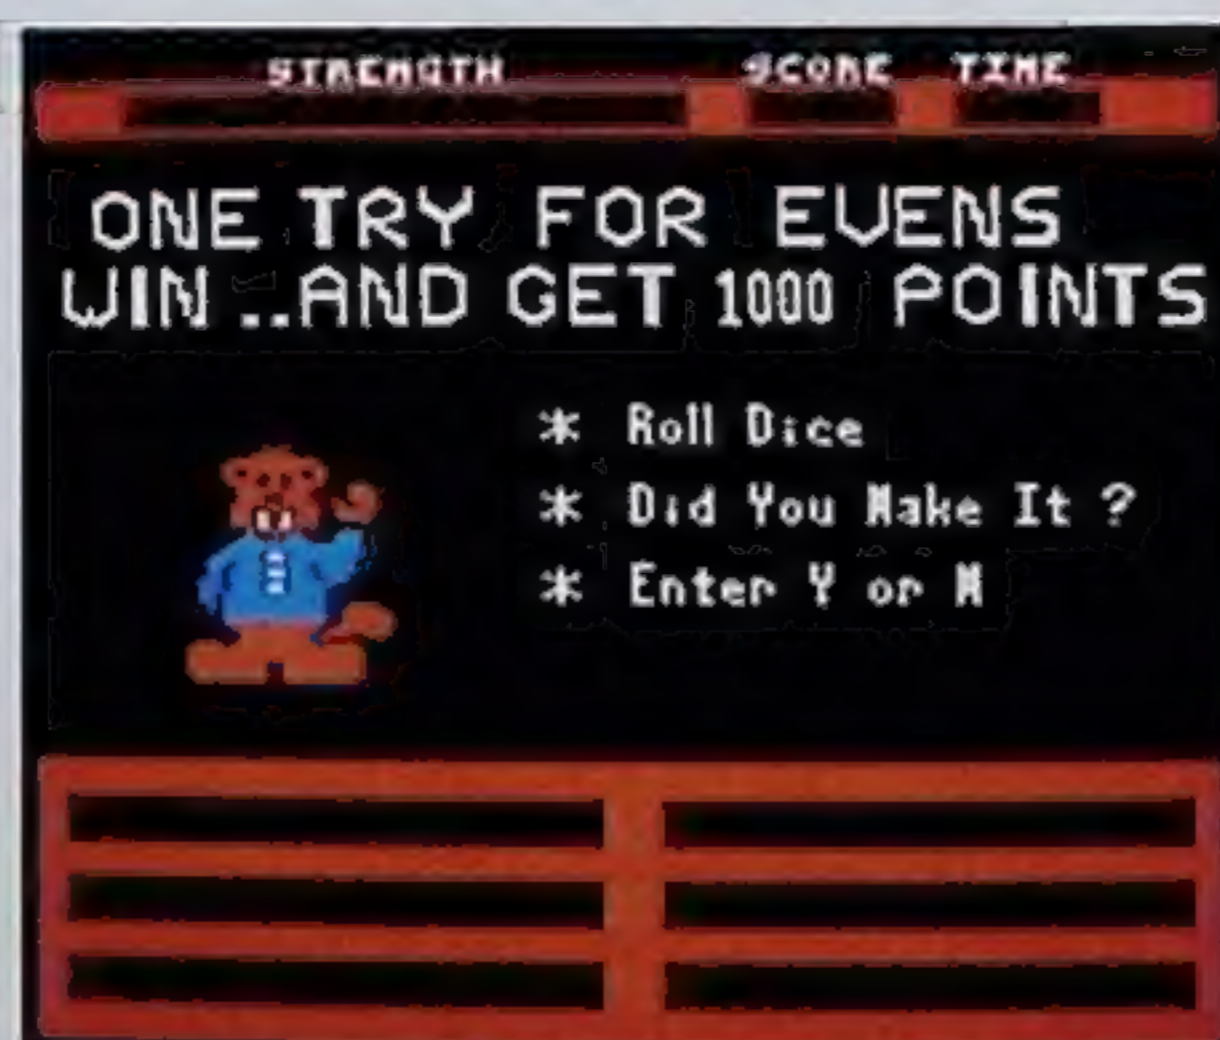 STRENGTH SCORE TIME
ONE TRY FOR EVENS
WIN ..AND GET 1000 POINTS
* Roll Dice
* Did You Make It ?
* Enter Y or N